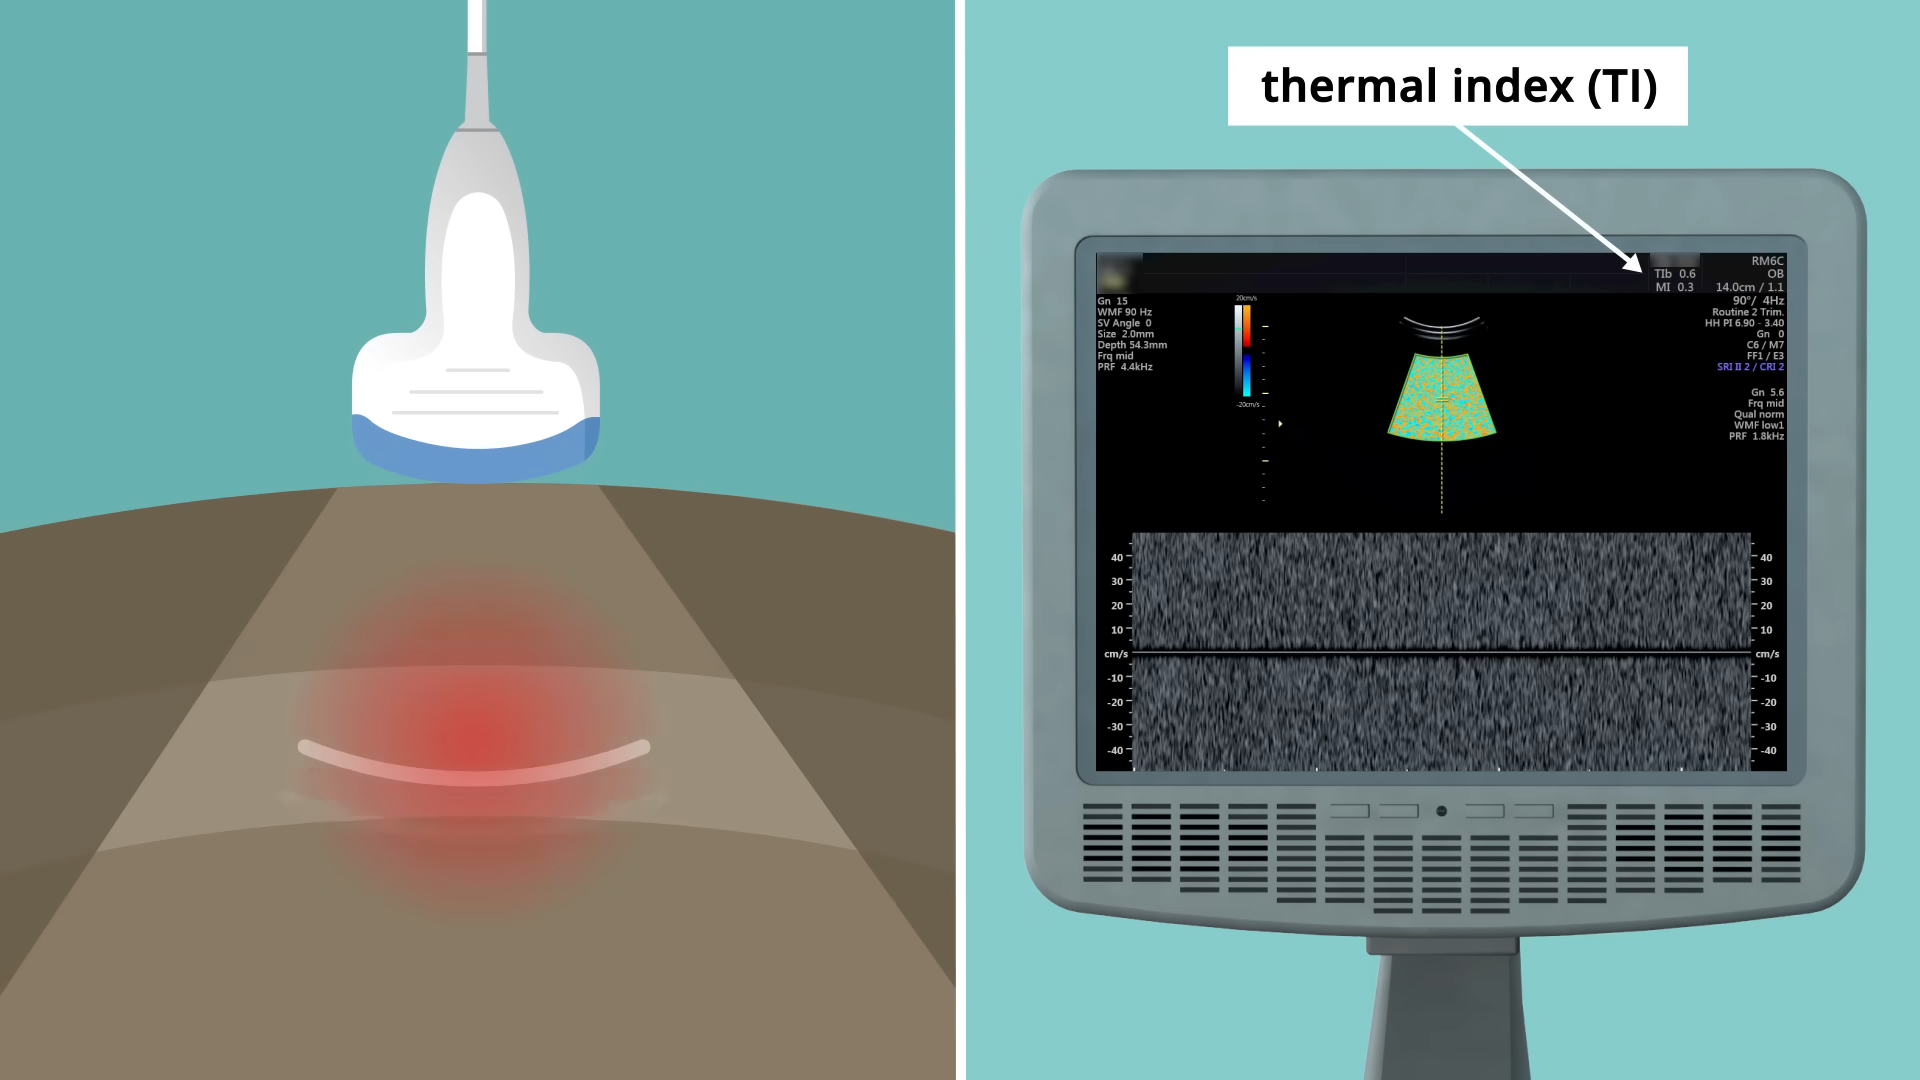 thermal index (TI)
RM6C
TIb 0.6
OB
MI 0.3
14.0cm / 1.1
90°/ 4Hz
Routine 2 Trim.
HH PI 6.90 - 3.40
Gn 0
C6 / M7
FF1 / E3
SRI II 2 / CRI 2
Gn 5.6
Frq mid
Qual norm
WMF low1
PRF 1.8kHz
Gn 15
WMF 90 Hz
SV Angle 0
Size 2.0mm
Depth 54.3mm
Frq mid
PRF 4.4kHz
20cm/s
-20cm/s
40
30
20
10
cm/s
-10
-20
-30
-40
40
30
20
10
cm/s
-10
-20
-30
-40